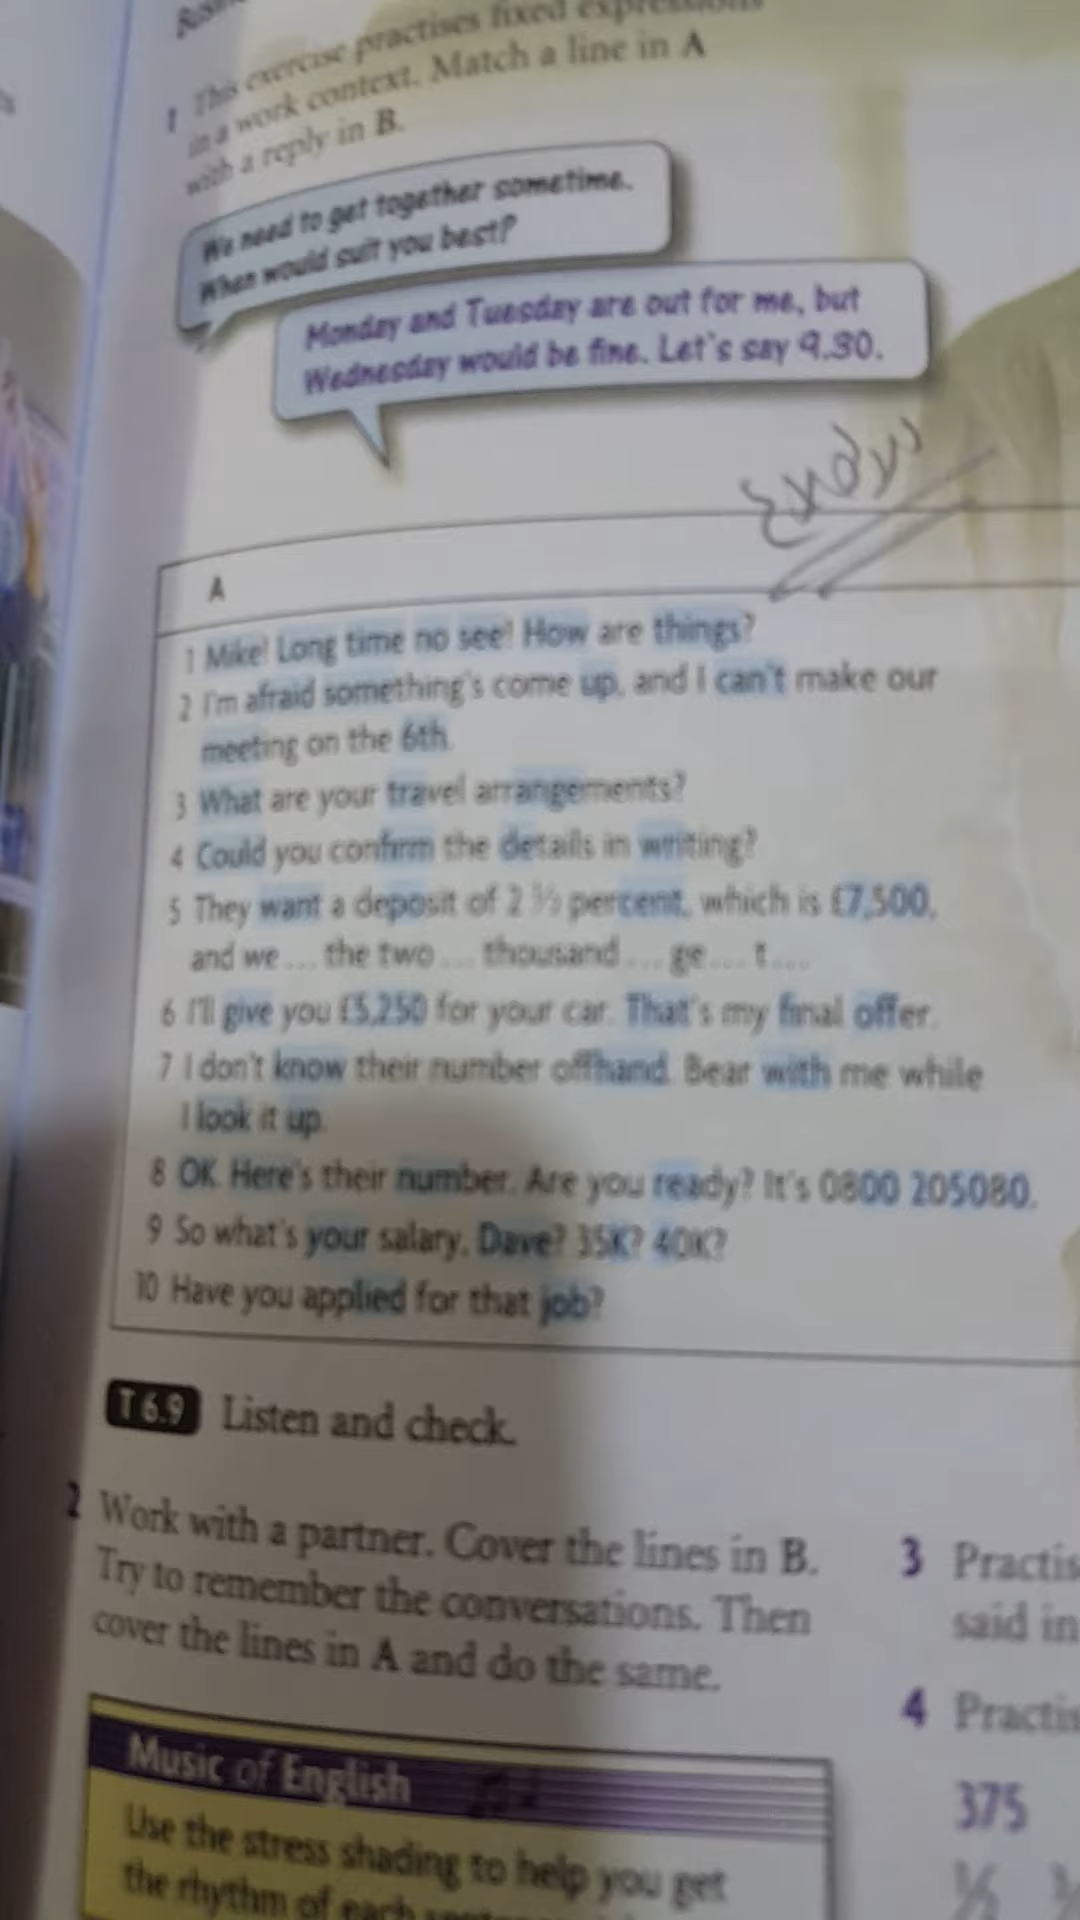 1 This exercise practises fixed expressions
in a work context. Match a line in A
with a reply in B.
We need to get together sometime.
When would suit you best?
Monday and Tuesday are out for me, but
Wednesday would be fine. Let's say 9.30.
A
1 Mike! Long time no see! How are things?
2 I'm afraid something's come up, and I can't make our
meeting on the 6th.
3 What are your travel arrangements?
4 Could you confirm the details in writing?
5 They want a deposit of 2 ½ percent, which is £7,500,
and we ... the two ... thousand ... ge ... t ...
6 I'll give you £5,250 for your car. That's my final offer.
7 I don't know their number offhand. Bear with me while
I look it up.
8 OK. Here's their number. Are you ready? It's 0800 205080.
9 So what's your salary, Dave? 35K? 40K?
10 Have you applied for that job?
T 6.9 Listen and check.
2 Work with a partner. Cover the lines in B.
Try to remember the conversations. Then
cover the lines in A and do the same.
Music of English
Use the stress shading to help you get
the rhythm of each
3 Practis
said in
4 Practis
375
⅓